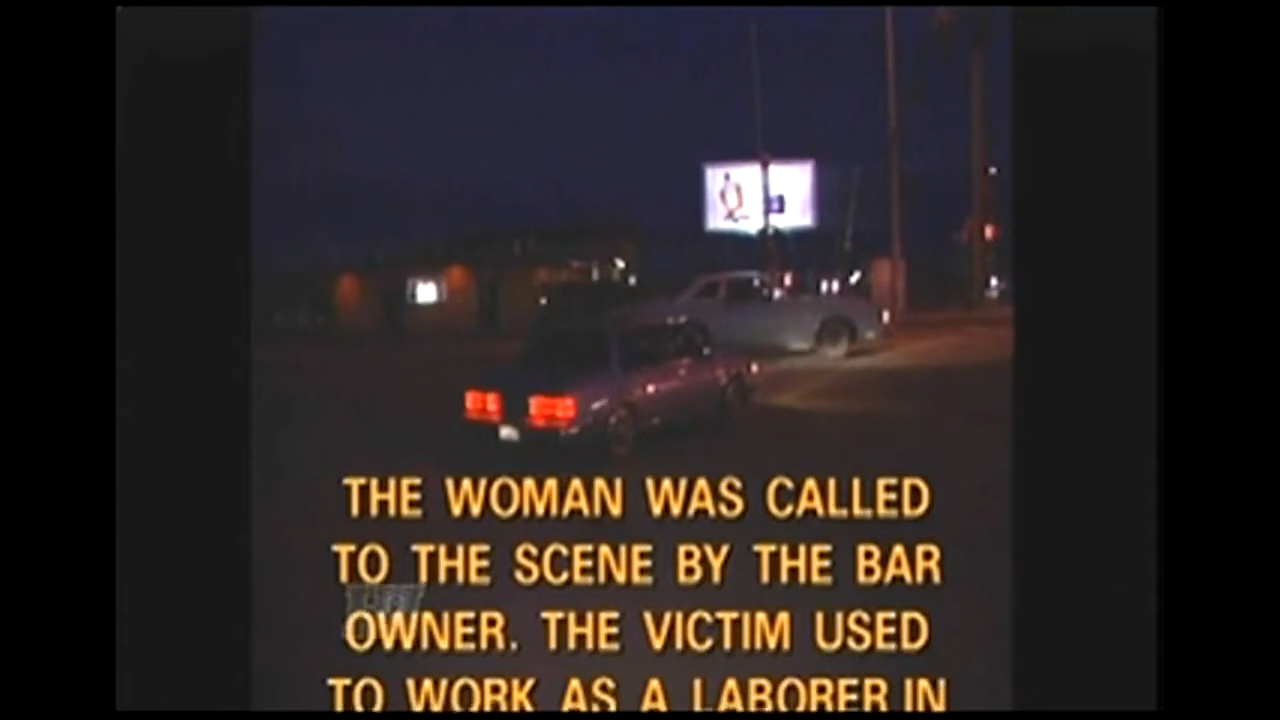 THE WOMAN WAS CALLED
TO THE SCENE BY THE BAR
OWNER. THE VICTIM USED
TO WORK AS A LABORER IN